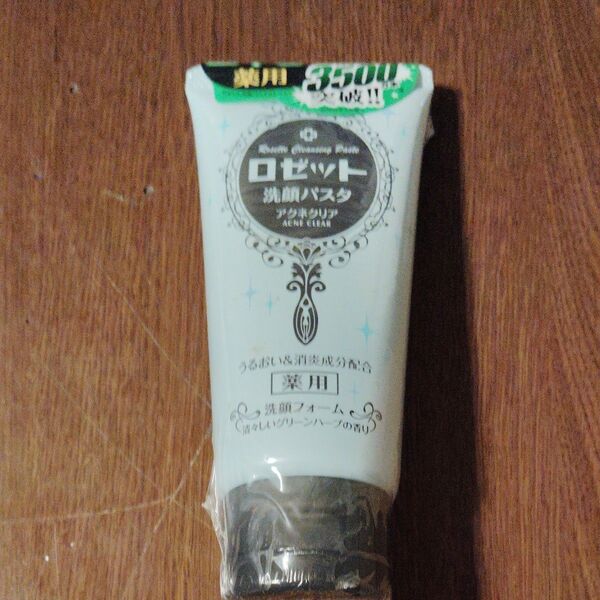 薬用
3500
突破!!
Rosette Cleansing Paste
ロゼット
洗顔パスタ
アクネクリア
ACNE CLEAR
うるおい&消炎成分配合
薬用
洗顔フォーム
清々しいグリーンハーブの香り